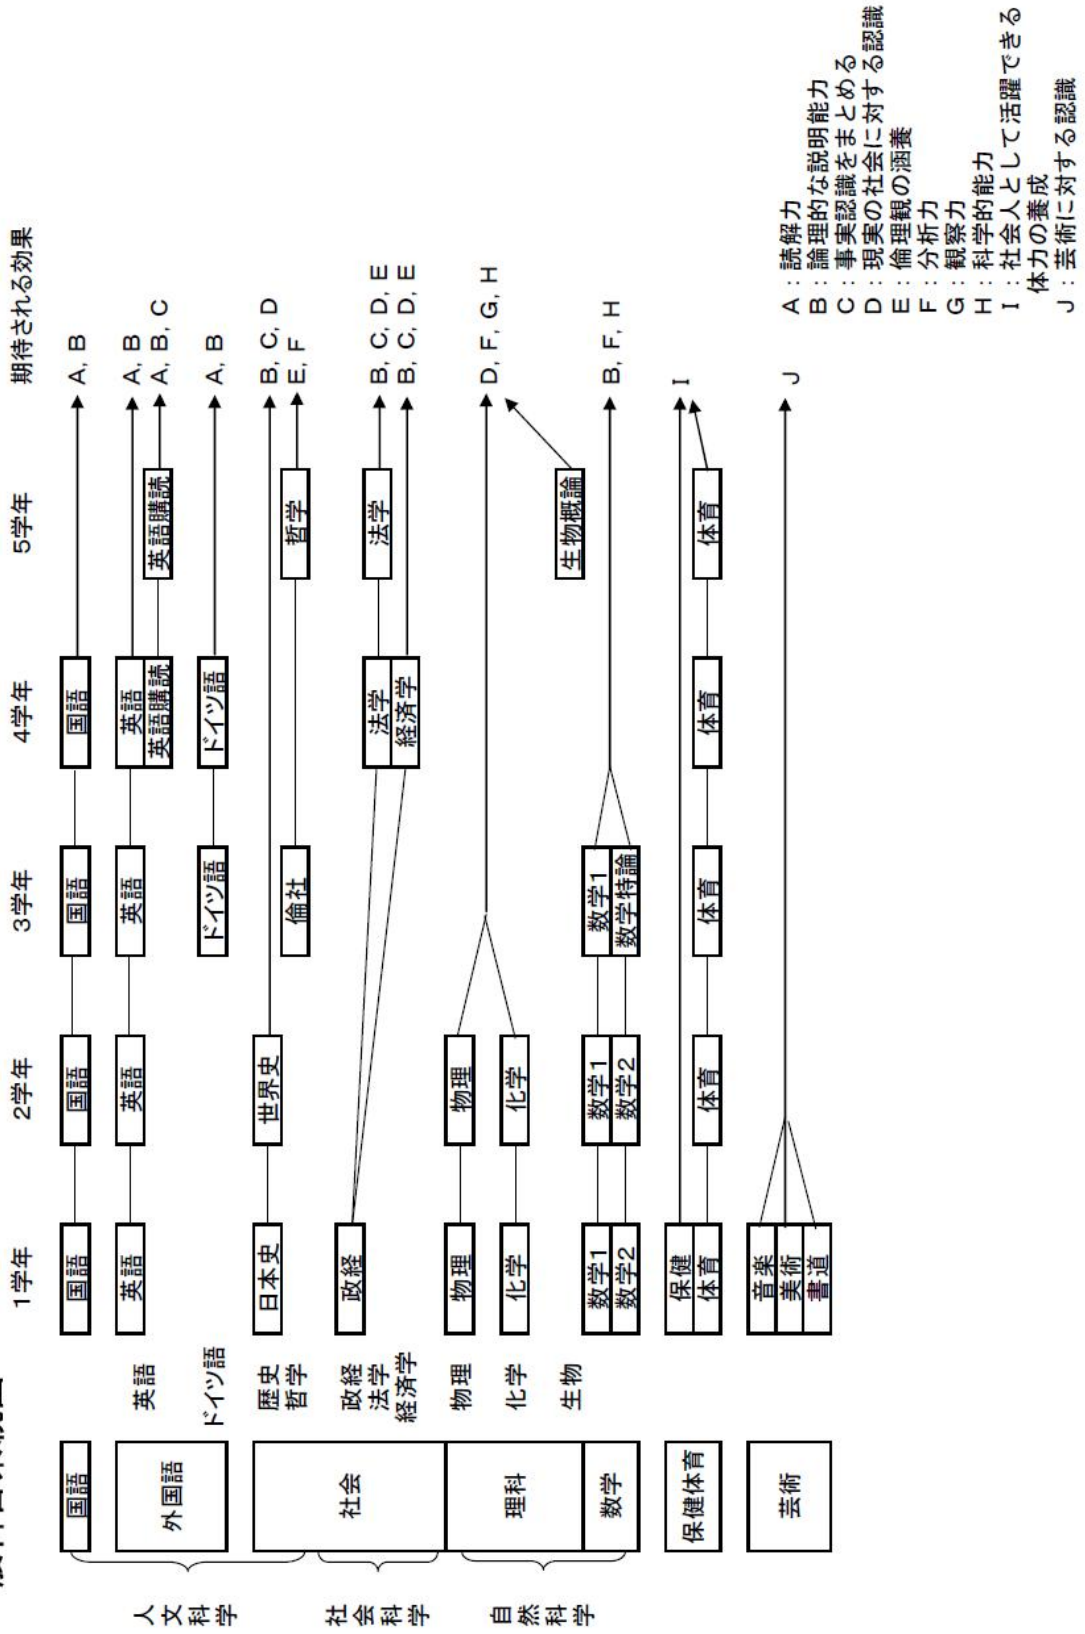 1学年 2学年 3学年 4学年 5学年 期待される効果
国語 国語 国語 国語 国語 A, B
人文科学
外国語
英語 英語 英語 英語 英語 A, B
英語購読 英語購読 A, B, C
ドイツ語 ドイツ語 ドイツ語 A, B
社会
歴史 日本史 世界史 B, C, D
哲学 倫社 哲学 E, F
社会科学
政経 政経
法学 法学 法学 B, C, D, E
経済学 経済学 B, C, D, E
自然科学
理科
物理 物理 物理 D, F, G, H
化学 化学 化学
生物 生物概論
数学 数学1 数学1 数学1 B, F, H
数学2 数学2 数学特論
保健体育 保健 I
体育 体育 体育 体育 体育
芸術 音楽 J
美術
書道
A:読解力
B:論理的な説明能力
C:事実認識をまとめる
D:現実の社会に対する認識
E:倫理観の涵養
F:分析力
G:観察力
H:科学的能力
I:社会人として活躍できる
体力の養成
J:芸術に対する認識